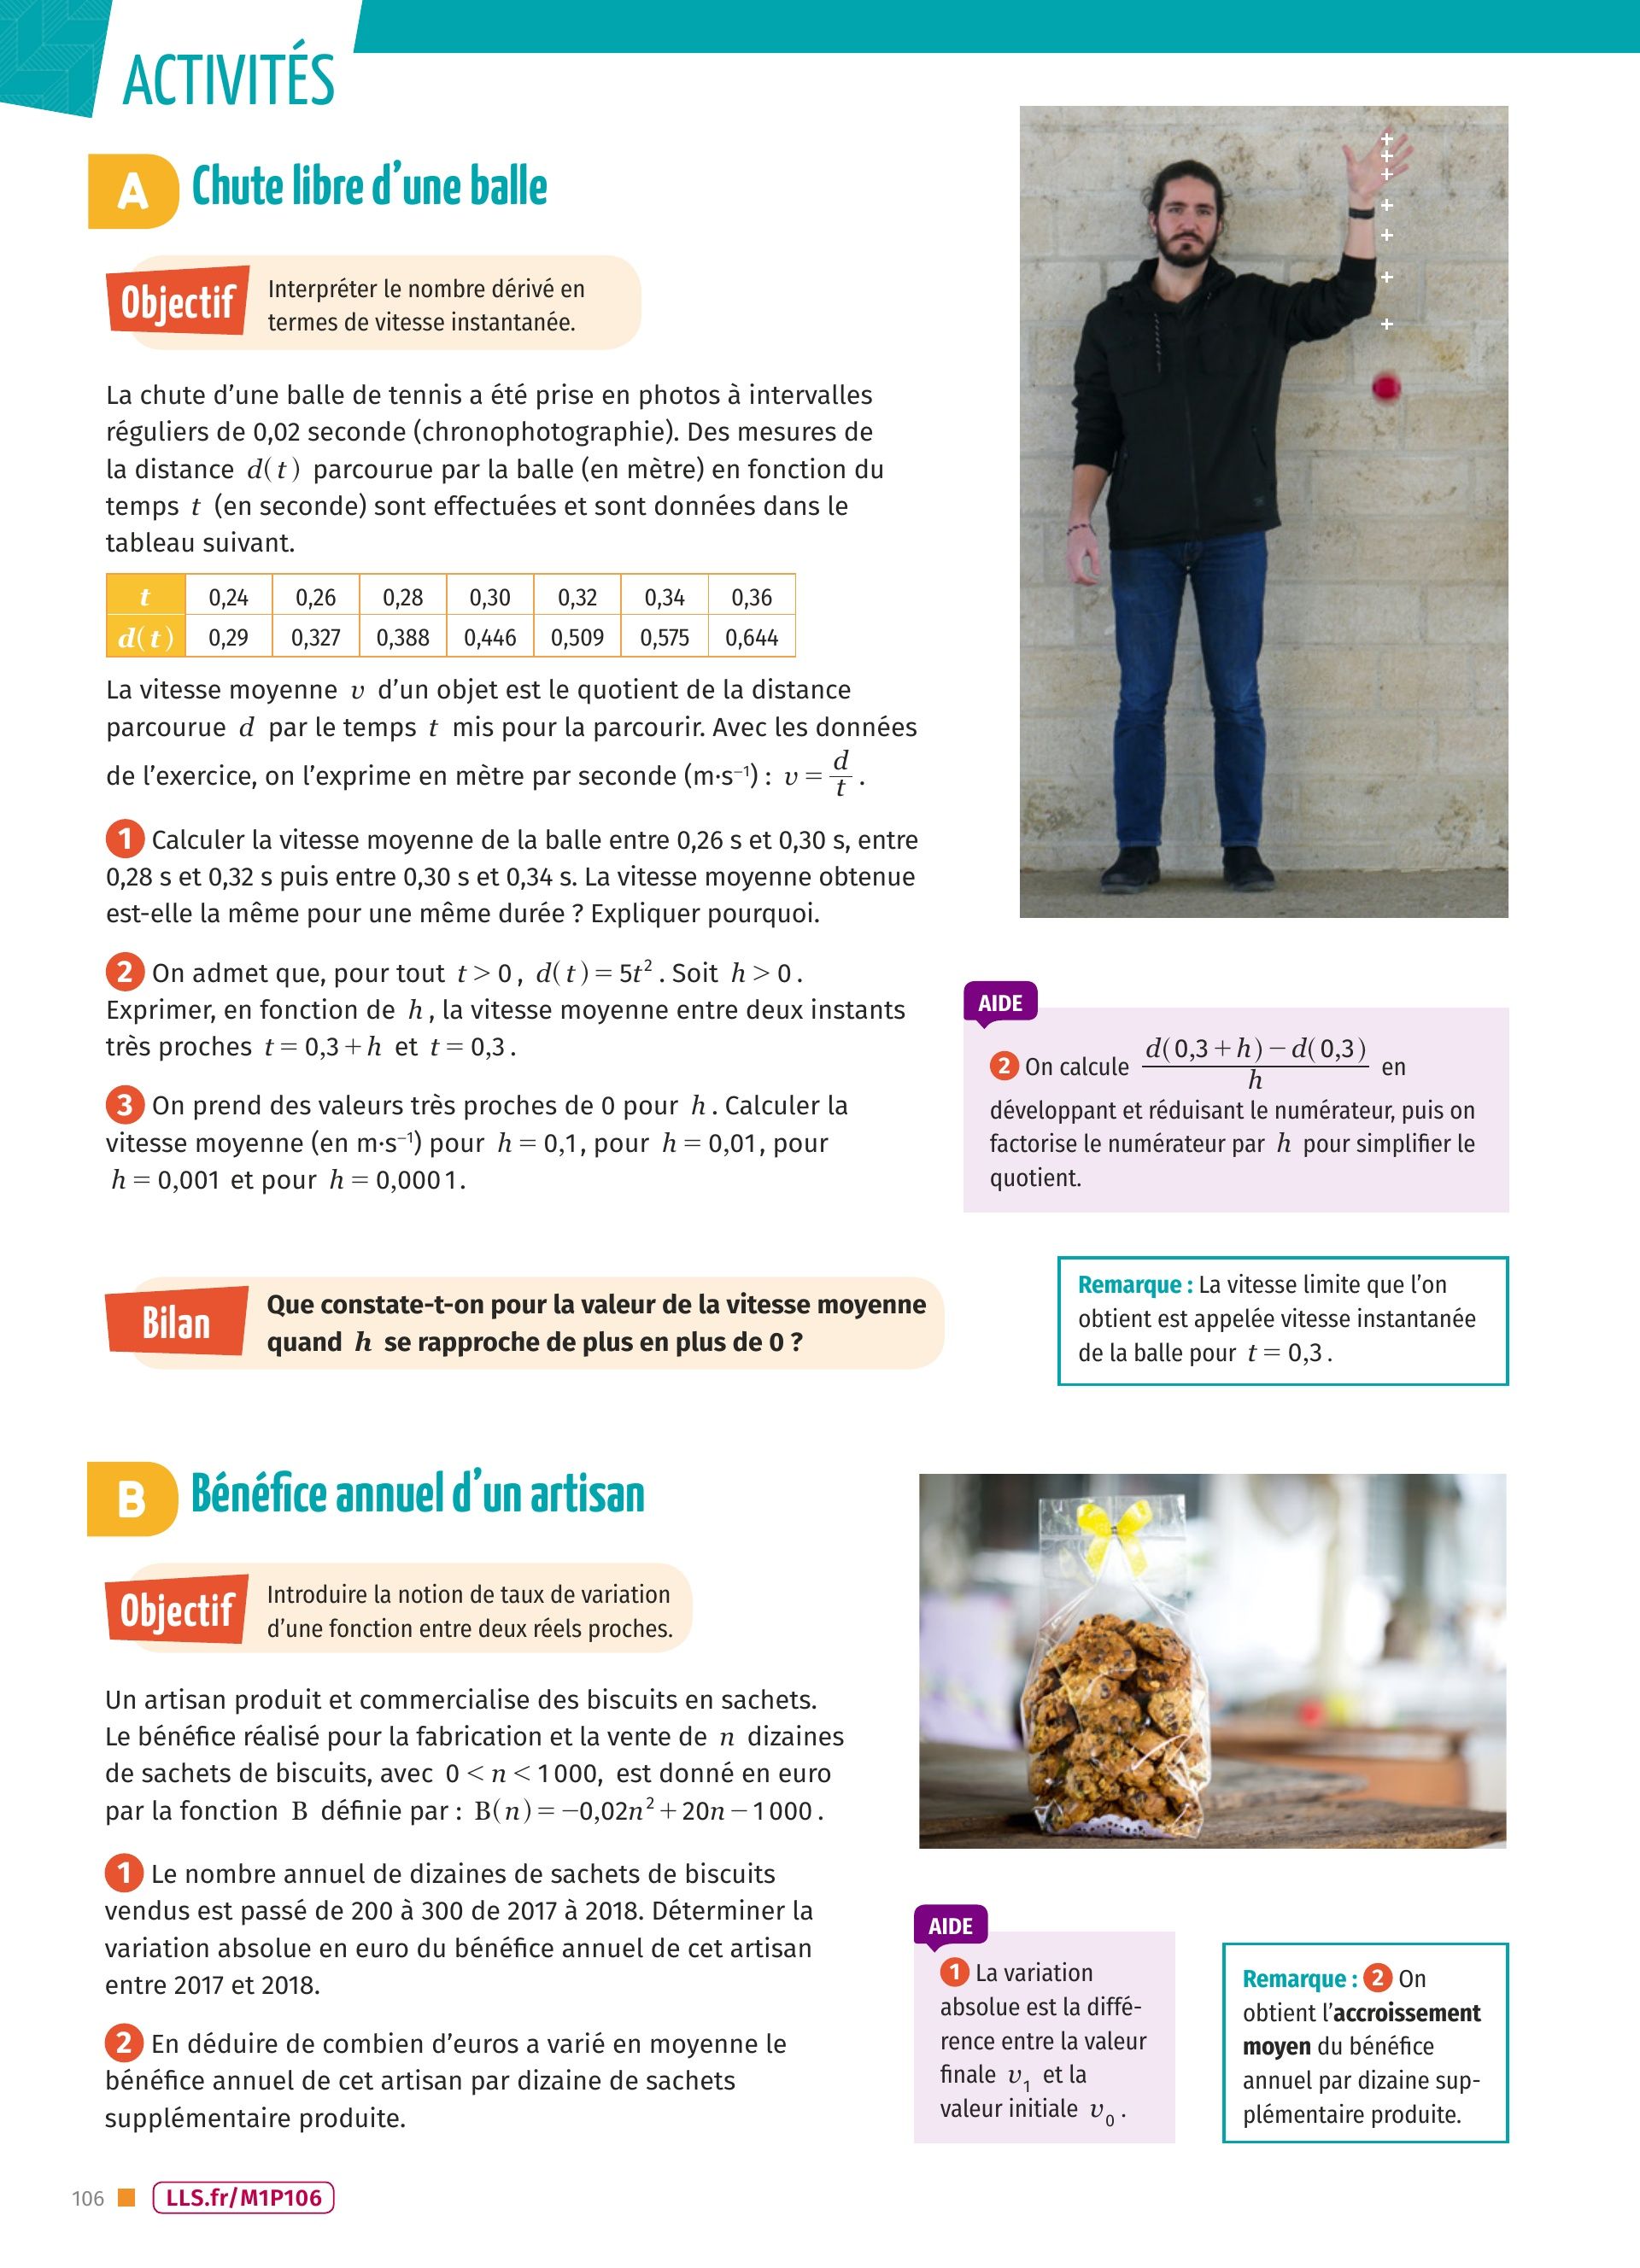 ACTIVITÉS
A Chute libre d’une balle
Objectif
Interpréter le nombre dérivé en
termes de vitesse instantanée.
La chute d’une balle de tennis a été prise en photos à intervalles
réguliers de 0,02 seconde (chronophotographie). Des mesures de
la distance d(t) parcourue par la balle (en mètre) en fonction du
temps t (en seconde) sont effectuées et sont données dans le
tableau suivant.
t 0,24 0,26 0,28 0,30 0,32 0,34 0,36
d(t) 0,29 0,327 0,388 0,446 0,509 0,575 0,644
La vitesse moyenne v d’un objet est le quotient de la distance
parcourue d par le temps t mis pour la parcourir. Avec les données
de l’exercice, on l’exprime en mètre par seconde (m·s⁻¹) : v = d/t.
1 Calculer la vitesse moyenne de la balle entre 0,26 s et 0,30 s, entre
0,28 s et 0,32 s puis entre 0,30 s et 0,34 s. La vitesse moyenne obtenue
est-elle la même pour une même durée ? Expliquer pourquoi.
2 On admet que, pour tout t > 0, d(t) = 5t². Soit h > 0.
Exprimer, en fonction de h, la vitesse moyenne entre deux instants
très proches t = 0,3 + h et t = 0,3.
3 On prend des valeurs très proches de 0 pour h. Calculer la
vitesse moyenne (en m·s⁻¹) pour h = 0,1, pour h = 0,01, pour
h = 0,001 et pour h = 0,0001.
AIDE
2 On calcule (d(0,3 + h) − d(0,3))/h en
développant et réduisant le numérateur, puis on
factorise le numérateur par h pour simplifier le
quotient.
Bilan
Que constate-t-on pour la valeur de la vitesse moyenne
quand h se rapproche de plus en plus de 0 ?
Remarque : La vitesse limite que l’on
obtient est appelée vitesse instantanée
de la balle pour t = 0,3.
B Bénéfice annuel d’un artisan
Objectif
Introduire la notion de taux de variation
d’une fonction entre deux réels proches.
Un artisan produit et commercialise des biscuits en sachets.
Le bénéfice réalisé pour la fabrication et la vente de n dizaines
de sachets de biscuits, avec 0 < n < 1 000, est donné en euro
par la fonction B définie par : B(n) = −0,02n² + 20n − 1 000.
1 Le nombre annuel de dizaines de sachets de biscuits
vendus est passé de 200 à 300 de 2017 à 2018. Déterminer la
variation absolue en euro du bénéfice annuel de cet artisan
entre 2017 et 2018.
2 En déduire de combien d’euros a varié en moyenne le
bénéfice annuel de cet artisan par dizaine de sachets
supplémentaire produite.
AIDE
1 La variation
absolue est la diffé-
rence entre la valeur
finale v₁ et la
valeur initiale v₀.
Remarque : 2 On
obtient l’accroissement
moyen du bénéfice
annuel par dizaine sup-
plémentaire produite.
106
LLS.fr/M1P106